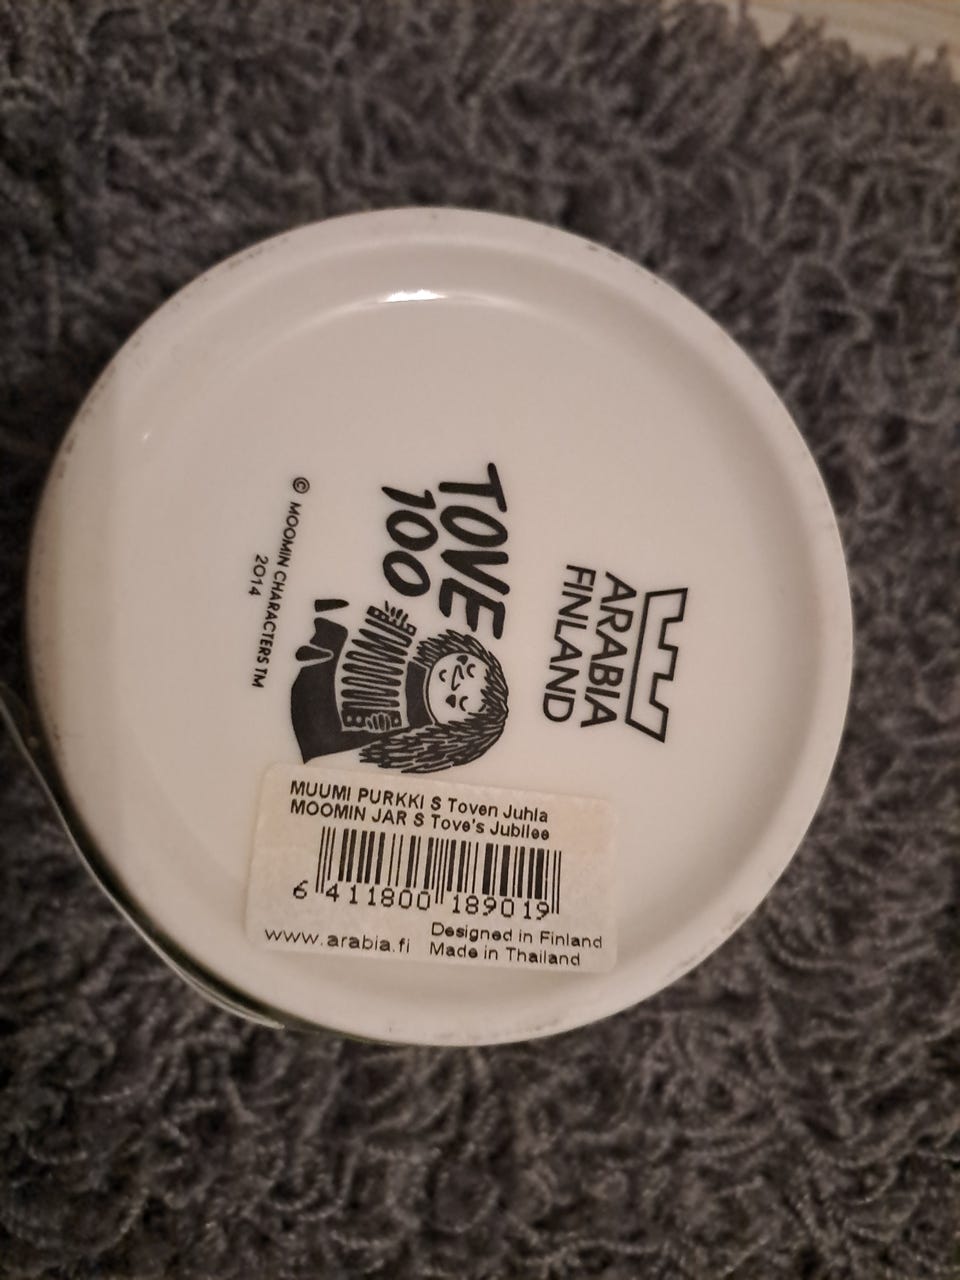 ARABIA
FINLAND
TOVE
100
© MOOMIN CHARACTERS TM
2014
MUUMI PURKKI S Toven Juhla
MOOMIN JAR S Tove's Jubilee
6 411800 189019
www.arabia.fi
Designed in Finland
Made in Thailand